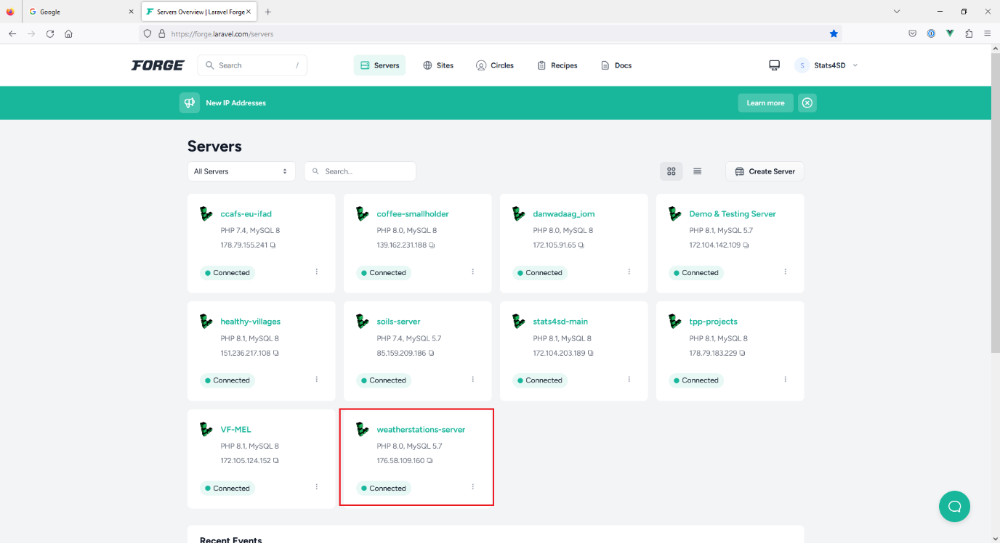 Google
Servers Overview | Laravel Forge
https://forge.laravel.com/servers
FORGE
Search /
Servers
Sites
Circles
Recipes
Docs
S
Stats4SD
New IP Addresses
Learn more
Servers
All Servers
Search...
Create Server
ccafs-eu-ifad
PHP 7.4, MySQL 8
178.79.155.241
Connected
coffee-smallholder
PHP 8.0, MySQL 8
139.162.231.188
Connected
danwadaag_iom
PHP 8.0, MySQL 8
172.105.91.65
Connected
Demo & Testing Server
PHP 8.1, MySQL 5.7
172.104.142.109
Connected
healthy-villages
PHP 8.1, MySQL 8
151.236.217.108
Connected
soils-server
PHP 7.4, MySQL 5.7
85.159.209.186
Connected
stats4sd-main
PHP 8.1, MySQL 8
172.104.203.189
Connected
tpp-projects
PHP 8.1, MySQL 8
178.79.183.229
Connected
VF-MEL
PHP 8.1, MySQL 8
172.105.124.152
Connected
weatherstations-server
PHP 8.0, MySQL 5.7
176.58.109.160
Connected
Recent Events